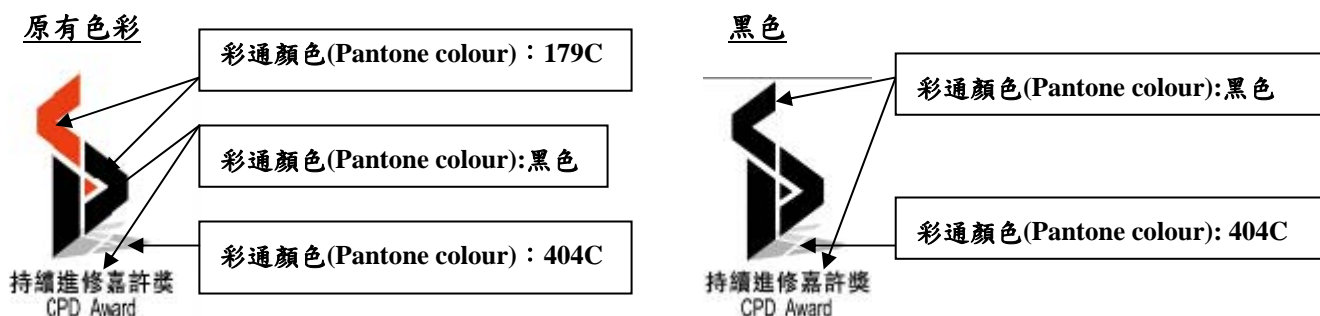 原有色彩
彩通顏色(Pantone colour)：179C
彩通顏色(Pantone colour):黑色
彩通顏色(Pantone colour)：404C
持續進修嘉許獎
CPD Award
黑色
彩通顏色(Pantone colour):黑色
彩通顏色(Pantone colour): 404C
持續進修嘉許獎
CPD Award